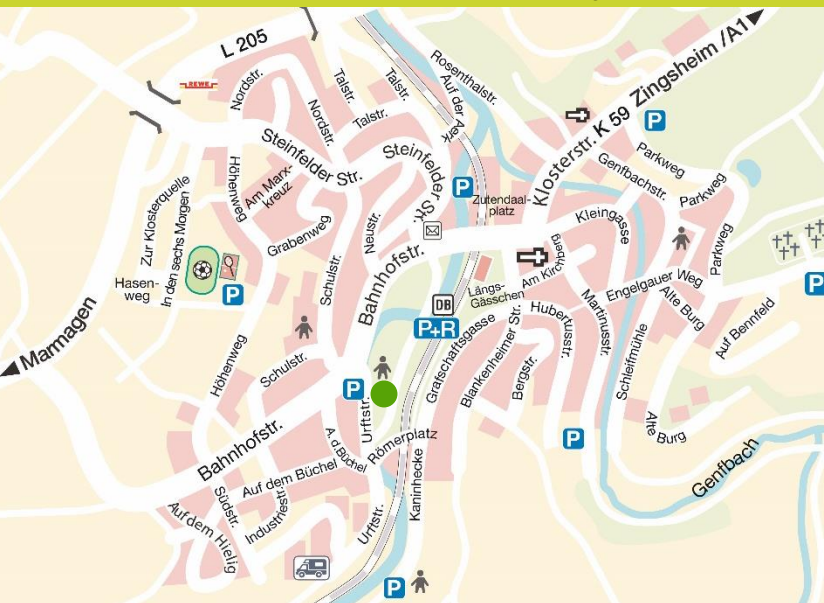 L 205
REWE
Nordstr.
Talstr.
Talstr.
Rosenthalstr.
Auf der Aerk
Klosterstr. K 59 Zingsheim /A1
P
Nordstr.
Talstr.
Steinfelder Str.
Steinfelder Str.
Parkweg
Genfbachstr.
Höhenweg
Am Marx-
kreuz
P
Zutendaal-
platz
Parkweg
Zur Klosterquelle
In den sechs Morgen
Grabenweg
Neustr.
Kleingasse
Parkweg
Bahnhofstr.
Am Kirchberg
Hasen-
weg
P
Schulstr.
DB
P+R
Längs-
Gässchen
Engelgauer Weg
P
Marmagen
Grafschaftsgasse
Hubertusstr.
Martinusstr.
Alte Burg
Auf Bennfeld
Höhenweg
Schulstr.
Blankenheimer Str.
Bergstr.
Schleifmühle
P
Urftstr.
Bahnhofstr.
A. d. Büchel
Römerplatz
P
Alte Burg
Auf dem Büchel
Kaninhecke
Genfbach
Südstr.
Industriestr.
Auf dem Hielig
Urftstr.
P